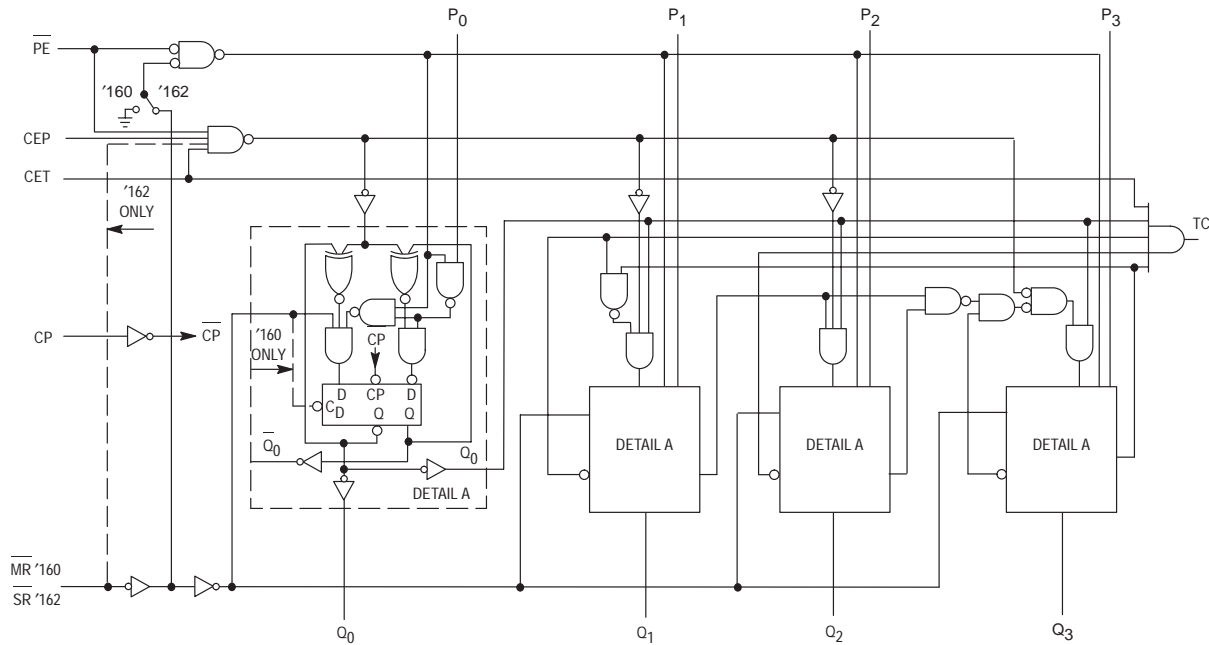 P0
P1
P2
P3
PE
'160
'162
CEP
CET
'162
ONLY
TC
CP
CP
'160
ONLY
CP
D
CP
D
CD
Q
Q
Q0
Q0
DETAIL A
DETAIL A
DETAIL A
DETAIL A
MR '160
SR '162
Q0
Q1
Q2
Q3